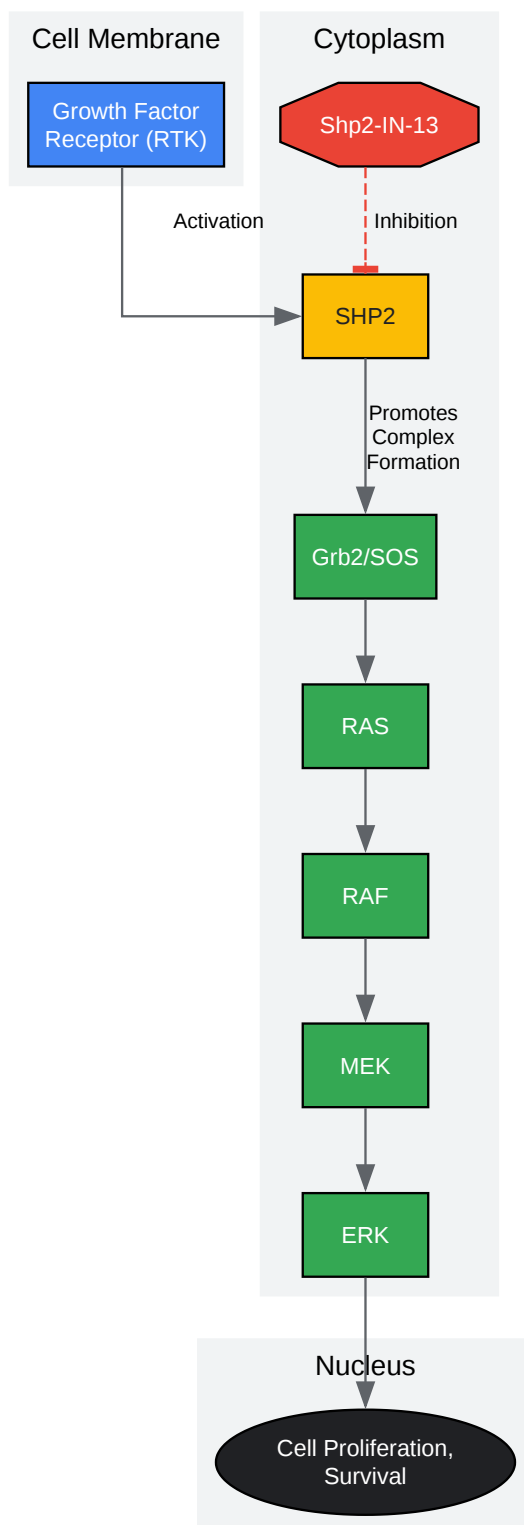 Cell Membrane
Growth Factor
Receptor (RTK)
Cytoplasm
Shp2-IN-13
Activation
Inhibition
SHP2
Promotes
Complex
Formation
Grb2/SOS
RAS
RAF
MEK
ERK
Nucleus
Cell Proliferation,
Survival